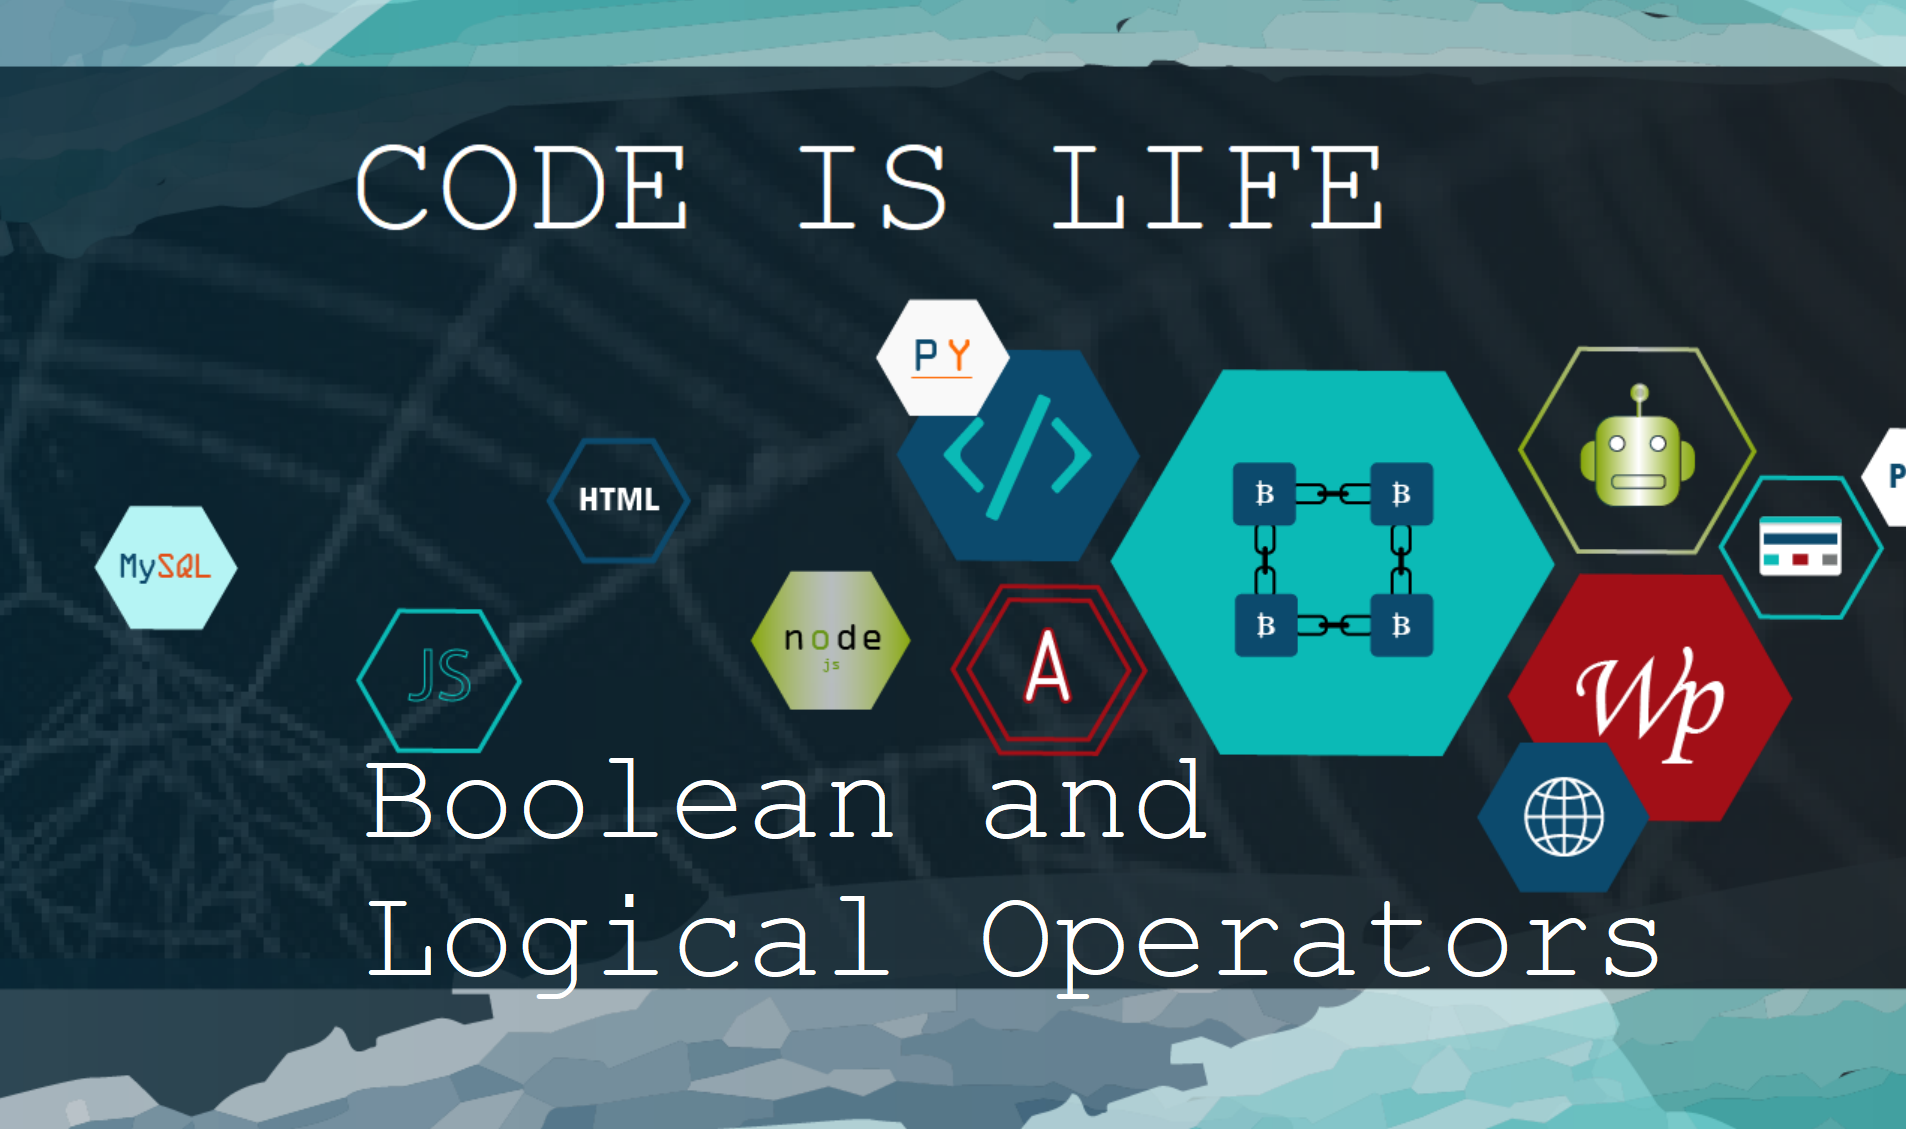 CODE IS LIFE
PY
HTML
MySQL
JS
node
js
A
B B
B B
Wp
P
Boolean and
Logical Operators